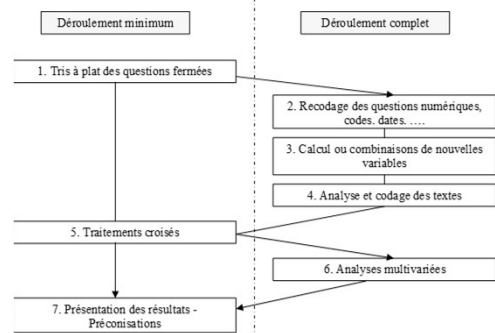 Déroulement minimum
Déroulement complet
1. Tris à plat des questions fermées
2. Recodage des questions numériques,
codes. dates. ….
3. Calcul ou combinaisons de nouvelles
variables
4. Analyse et codage des textes
5. Traitements croisés
6. Analyses multivariées
7. Présentation des résultats -
Préconisations